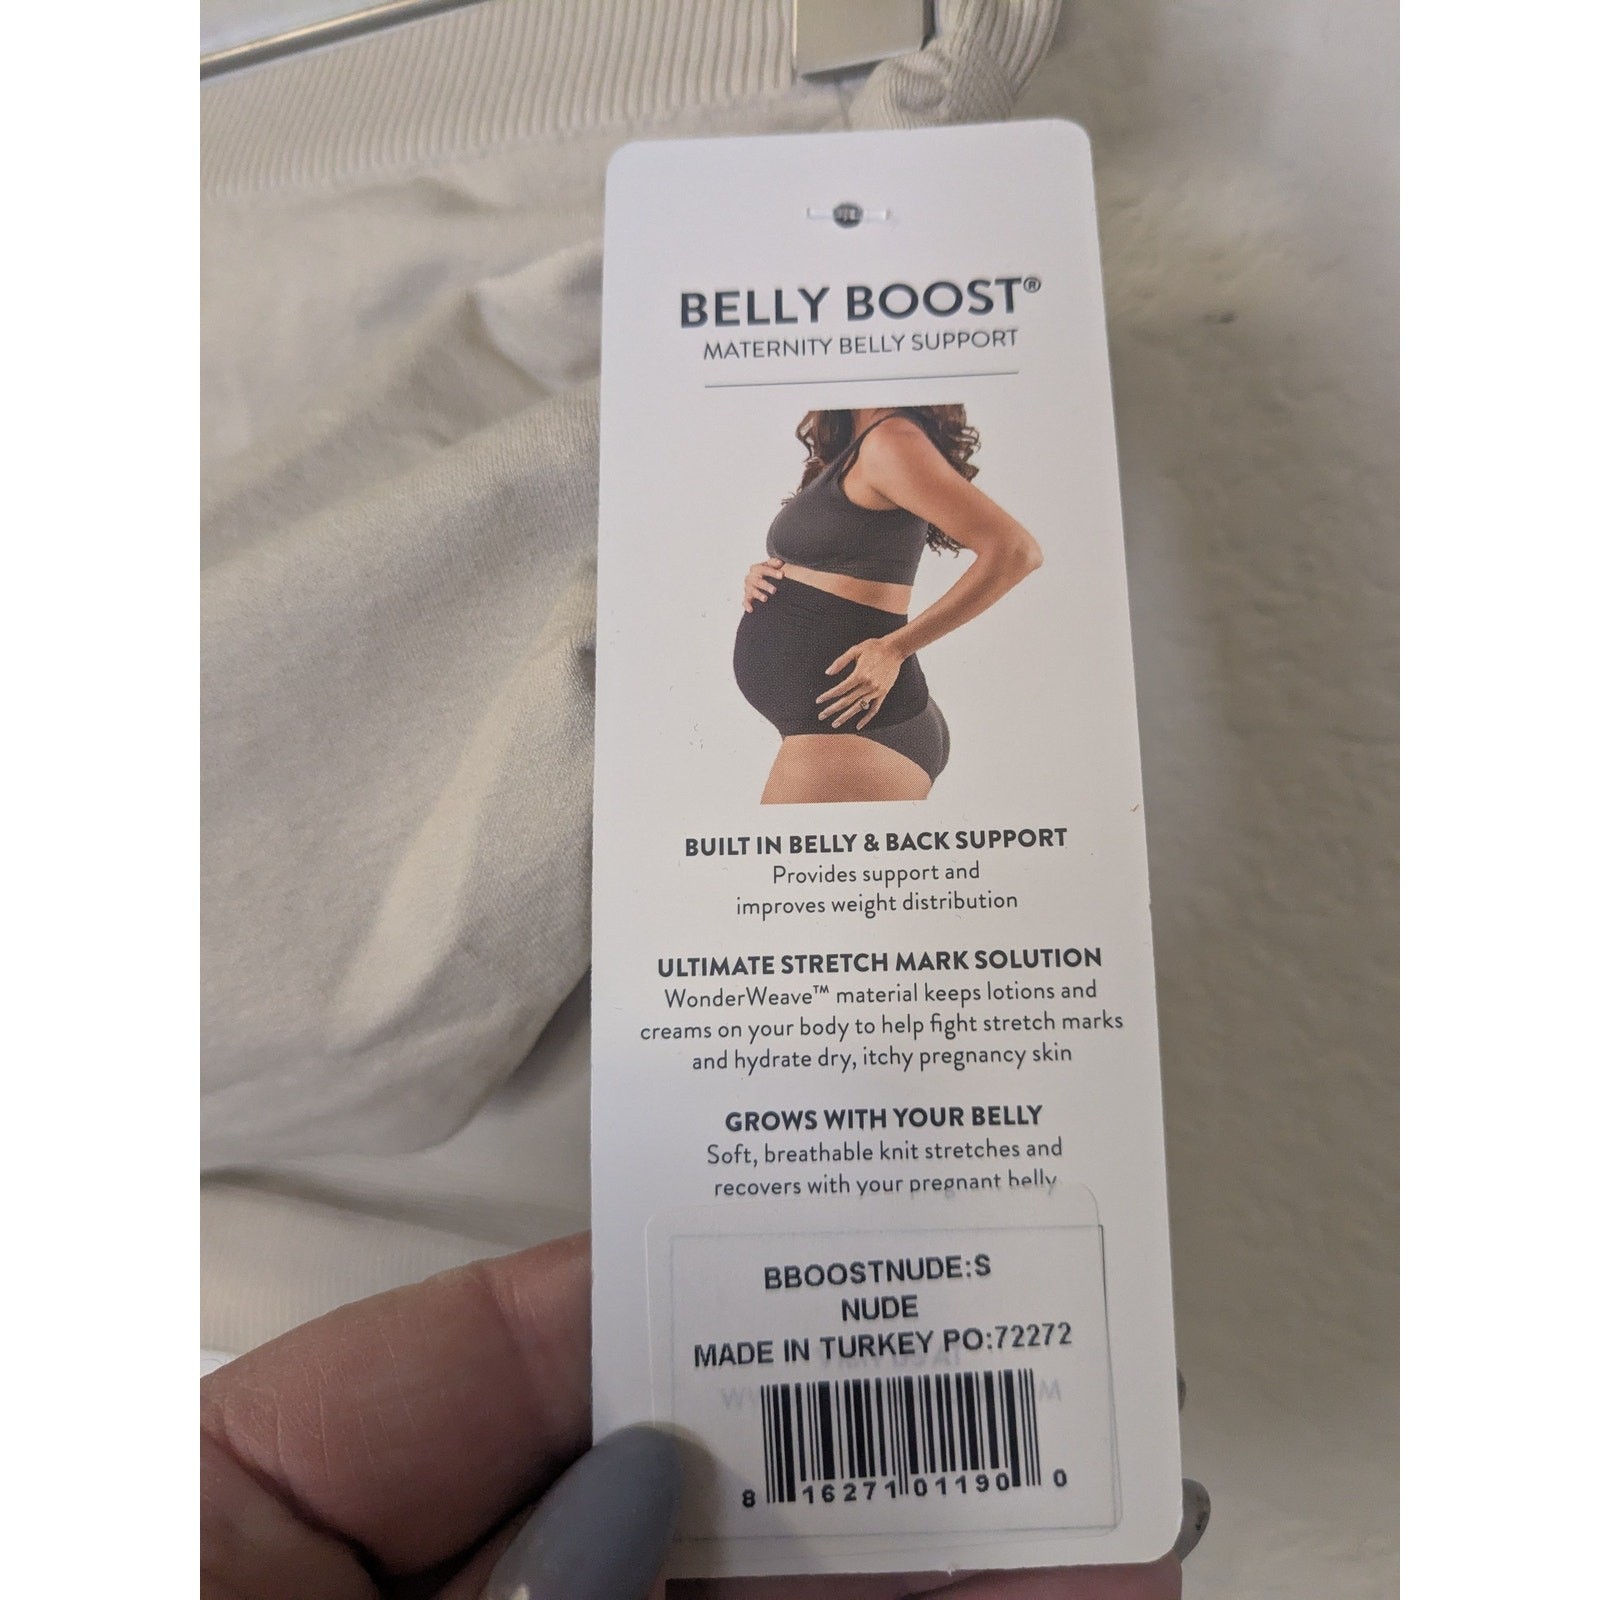 BELLY BOOST®
MATERNITY BELLY SUPPORT
BUILT IN BELLY & BACK SUPPORT
Provides support and
improves weight distribution
ULTIMATE STRETCH MARK SOLUTION
WonderWeave™ material keeps lotions and
creams on your body to help fight stretch marks
and hydrate dry, itchy pregnancy skin
GROWS WITH YOUR BELLY
Soft, breathable knit stretches and
recovers with your pregnant belly
BBOOSTNUDE:S
NUDE
MADE IN TURKEY PO:72272
8 16271 01190 0